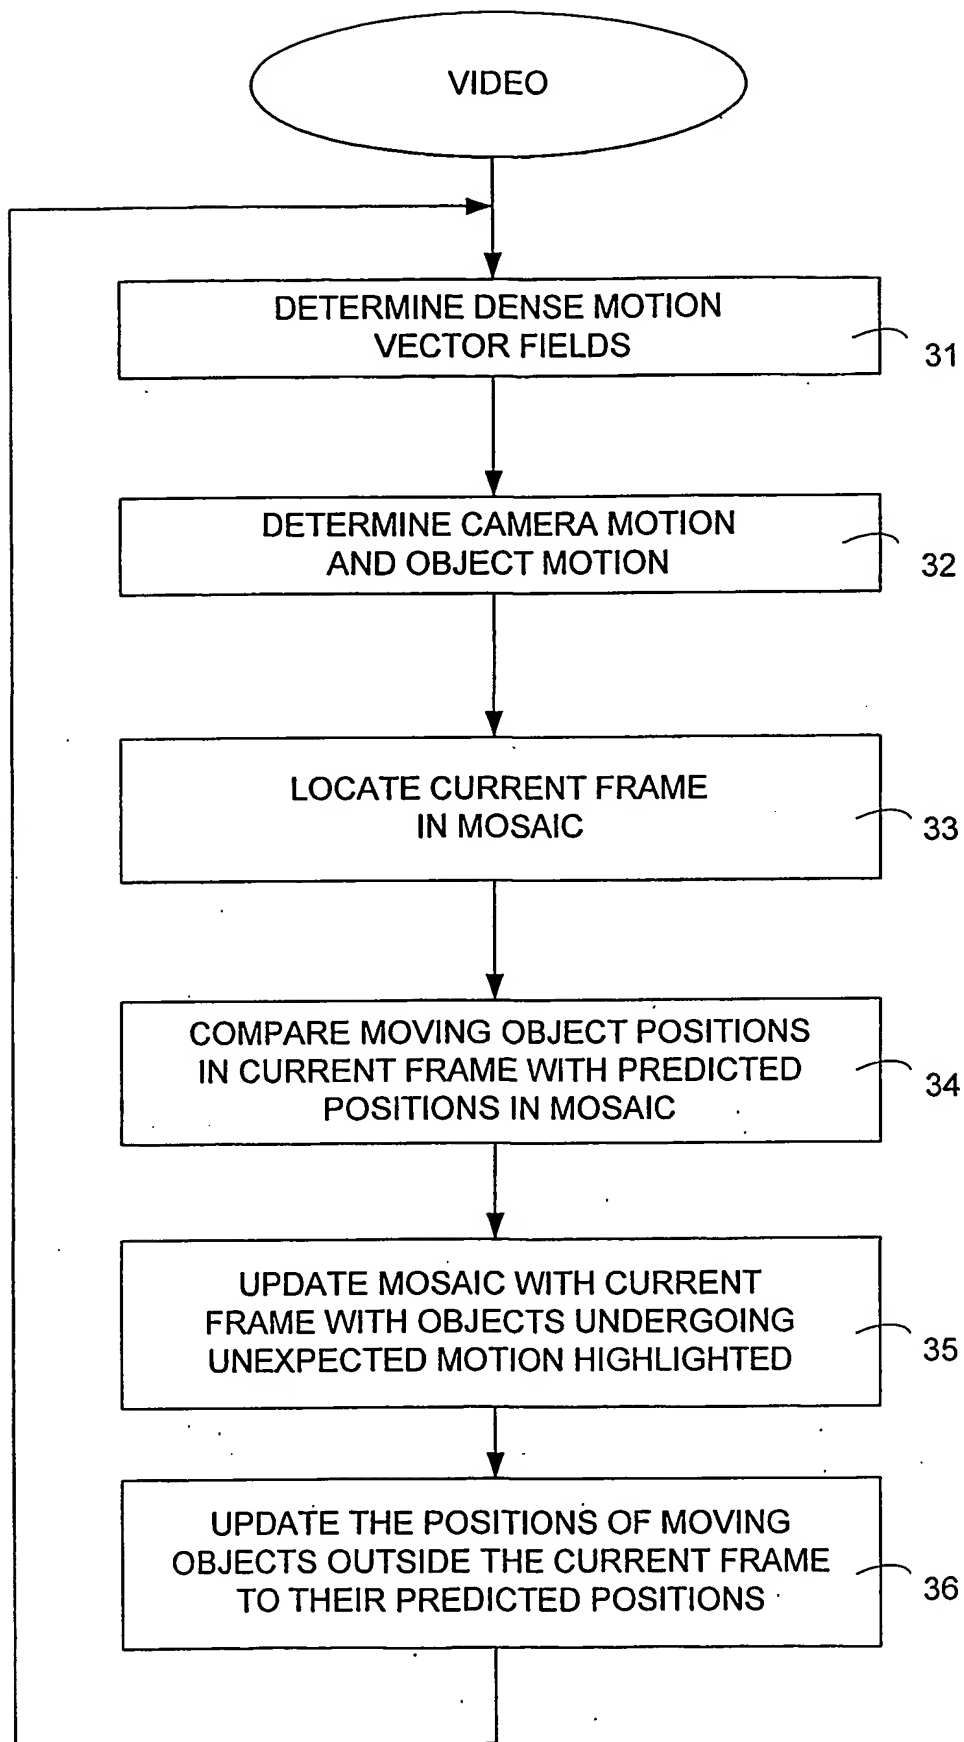 VIDEO
DETERMINE DENSE MOTION
VECTOR FIELDS
31
DETERMINE CAMERA MOTION
AND OBJECT MOTION
32
LOCATE CURRENT FRAME
IN MOSAIC
33
COMPARE MOVING OBJECT POSITIONS
IN CURRENT FRAME WITH PREDICTED
POSITIONS IN MOSAIC
34
UPDATE MOSAIC WITH CURRENT
FRAME WITH OBJECTS UNDERGOING
UNEXPECTED MOTION HIGHLIGHTED
35
UPDATE THE POSITIONS OF MOVING
OBJECTS OUTSIDE THE CURRENT FRAME
TO THEIR PREDICTED POSITIONS
36